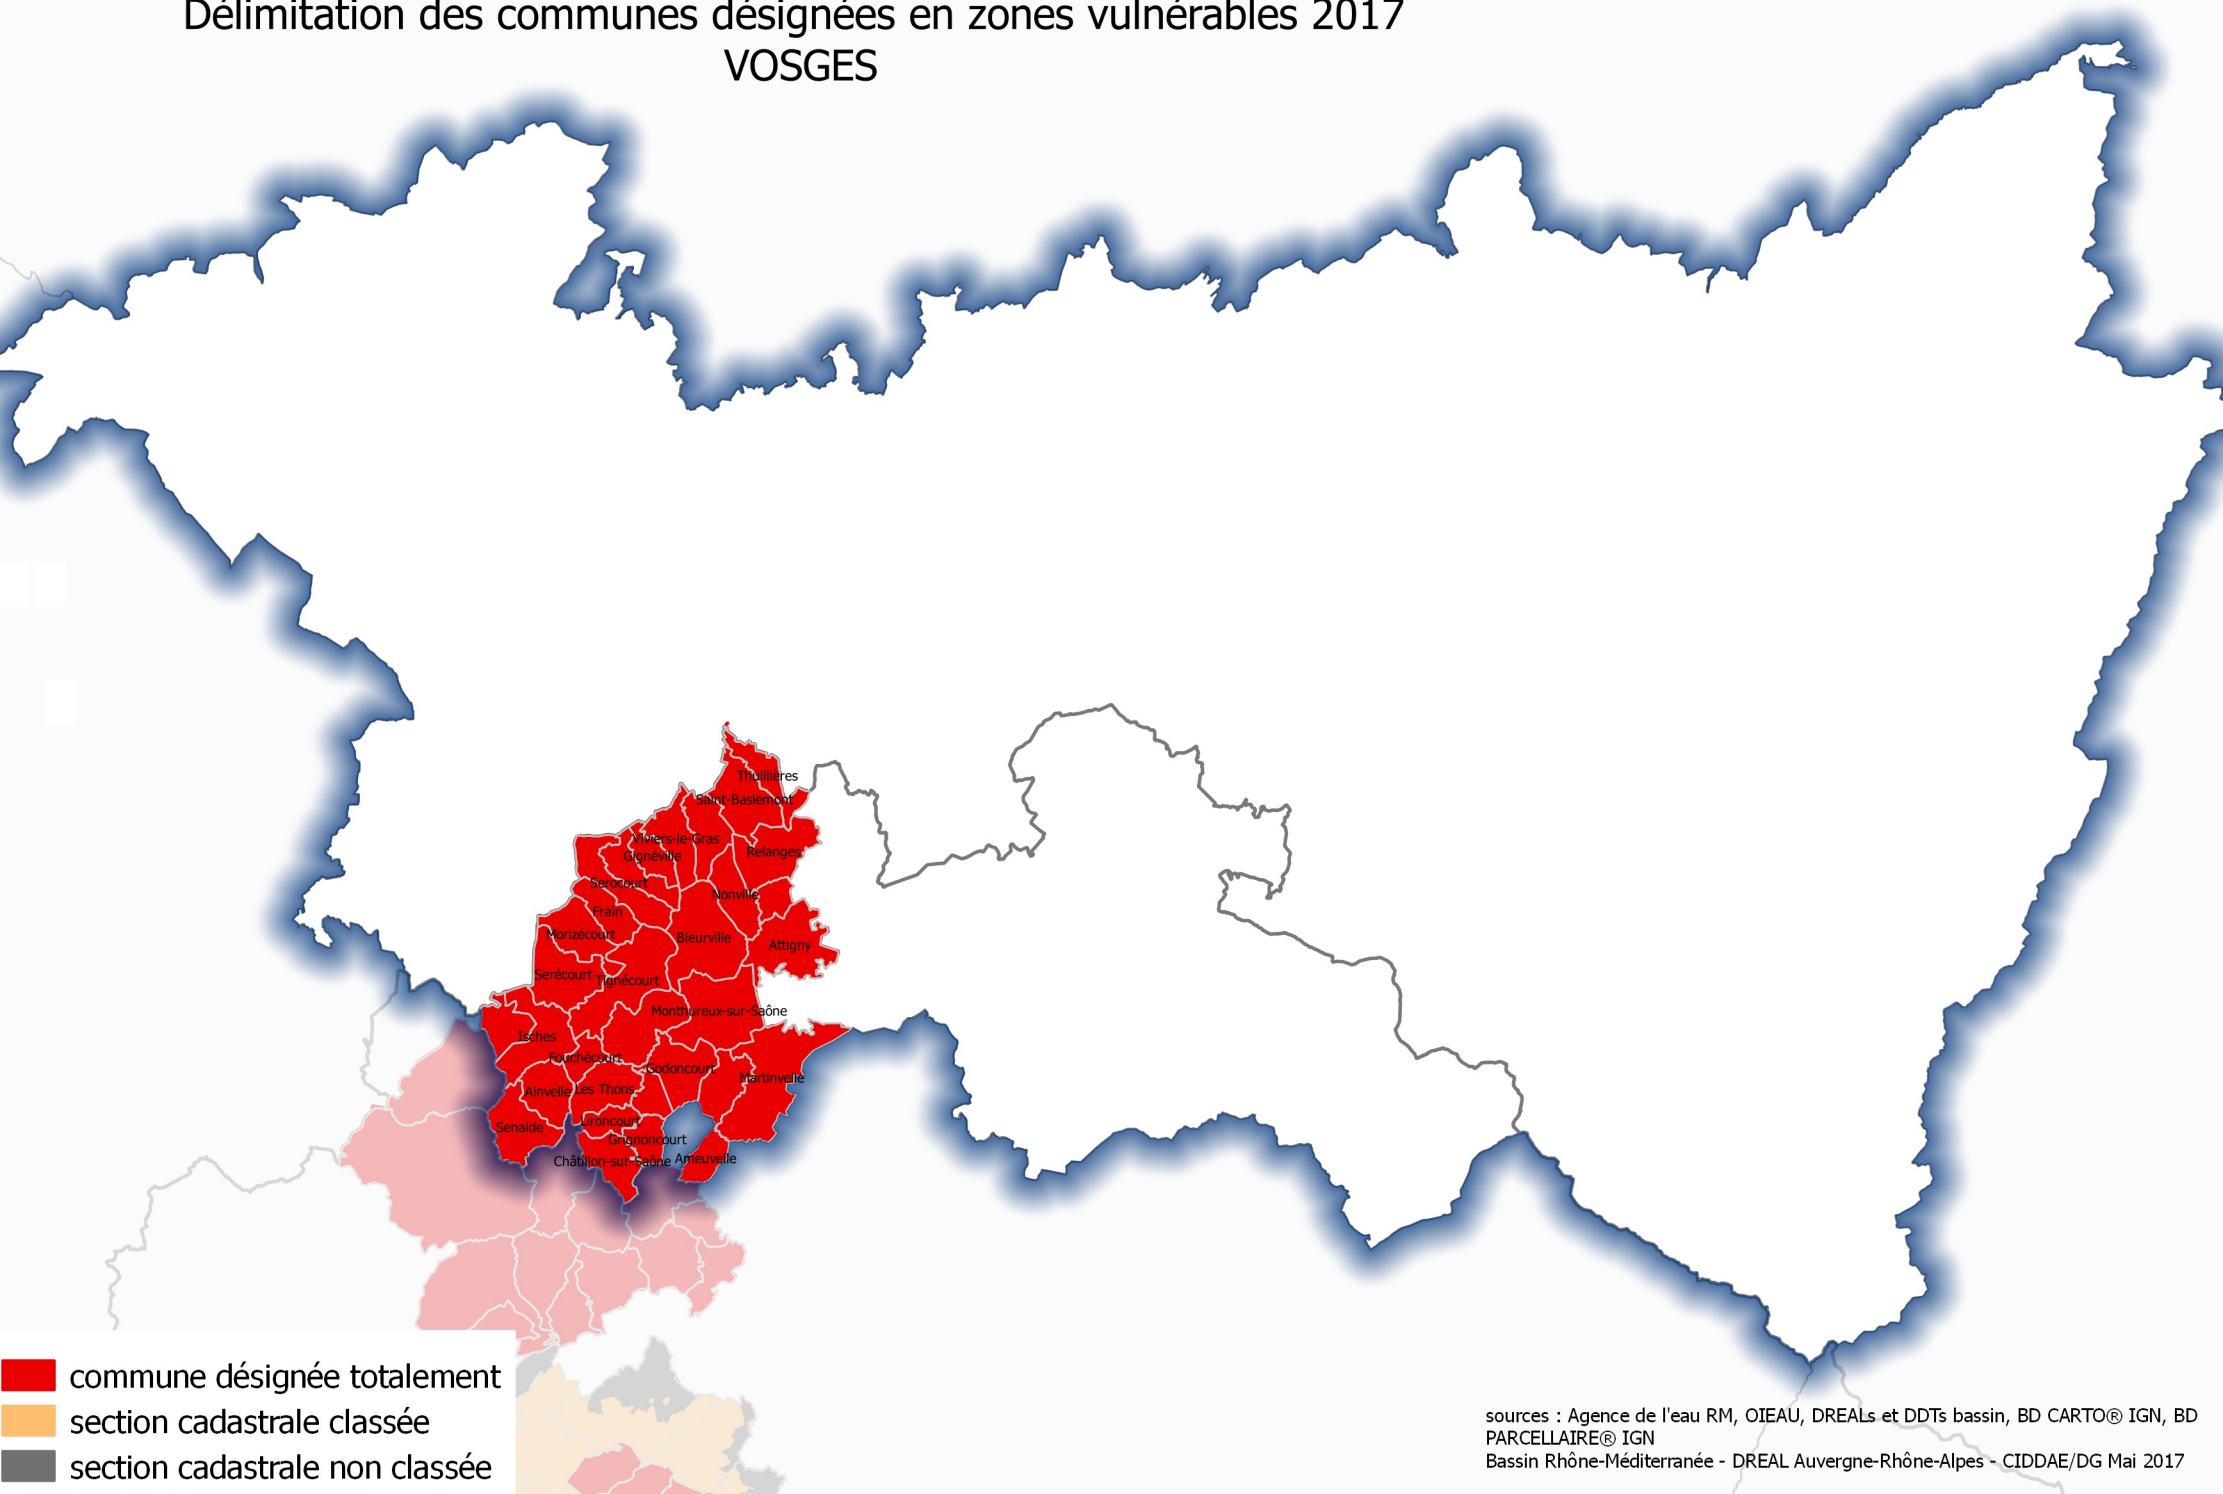 Délimitation des communes désignées en zones vulnérables 2017
VOSGES
Thuillières
Saint-Baslemont
Viviers-le-Gras
Relanges
Gignéville
Serocourt
Nonville
Frain
Morizécourt
Bleurville
Attigny
Serécourt
Tignécourt
Monthureux-sur-Saône
Isches
Fouchécourt
Godoncourt
Martinvelle
Ainvelle
Les Thons
Lironcourt
Senaide
Grignoncourt
Châtillon-sur-Saône
Ameuvelle
commune désignée totalement
section cadastrale classée
section cadastrale non classée
sources : Agence de l'eau RM, OIEAU, DREALs et DDTs bassin, BD CARTO® IGN, BD
PARCELLAIRE® IGN
Bassin Rhône-Méditerranée - DREAL Auvergne-Rhône-Alpes - CIDDAE/DG Mai 2017